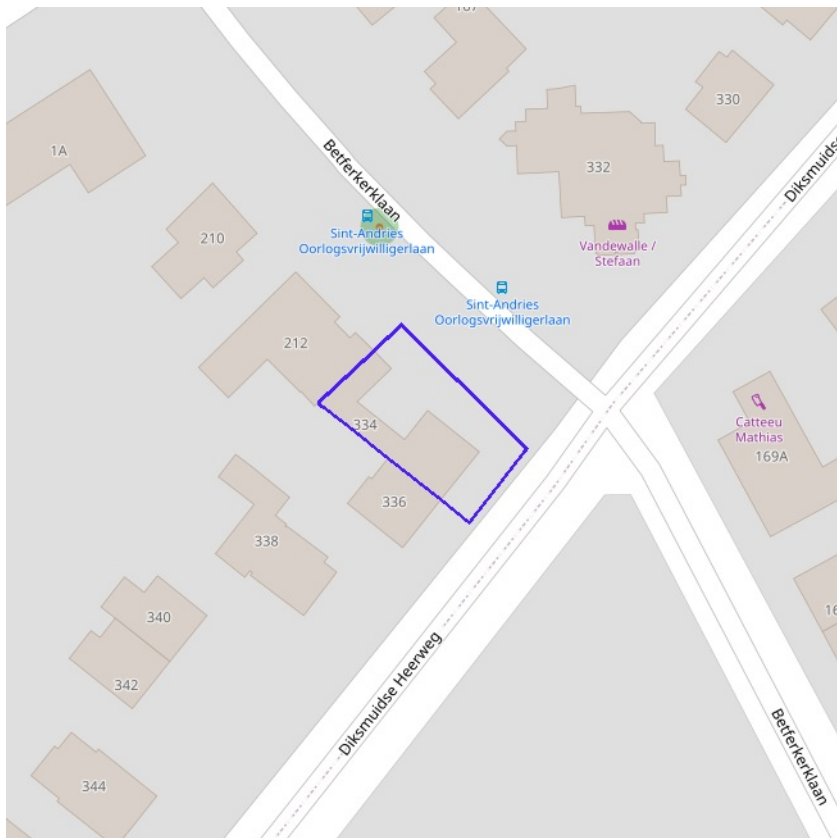 330
1A
Betferkerklaan
332
Diksmuidse
210
Sint-Andries
Oorlogsvrijwilligerlaan
Vandewalle /
Stefaan
Sint-Andries
Oorlogsvrijwilligerlaan
212
334
Catteeu
Mathias
169A
336
338
340
342
Diksmuidse Heerweg
Betferkerklaan
344